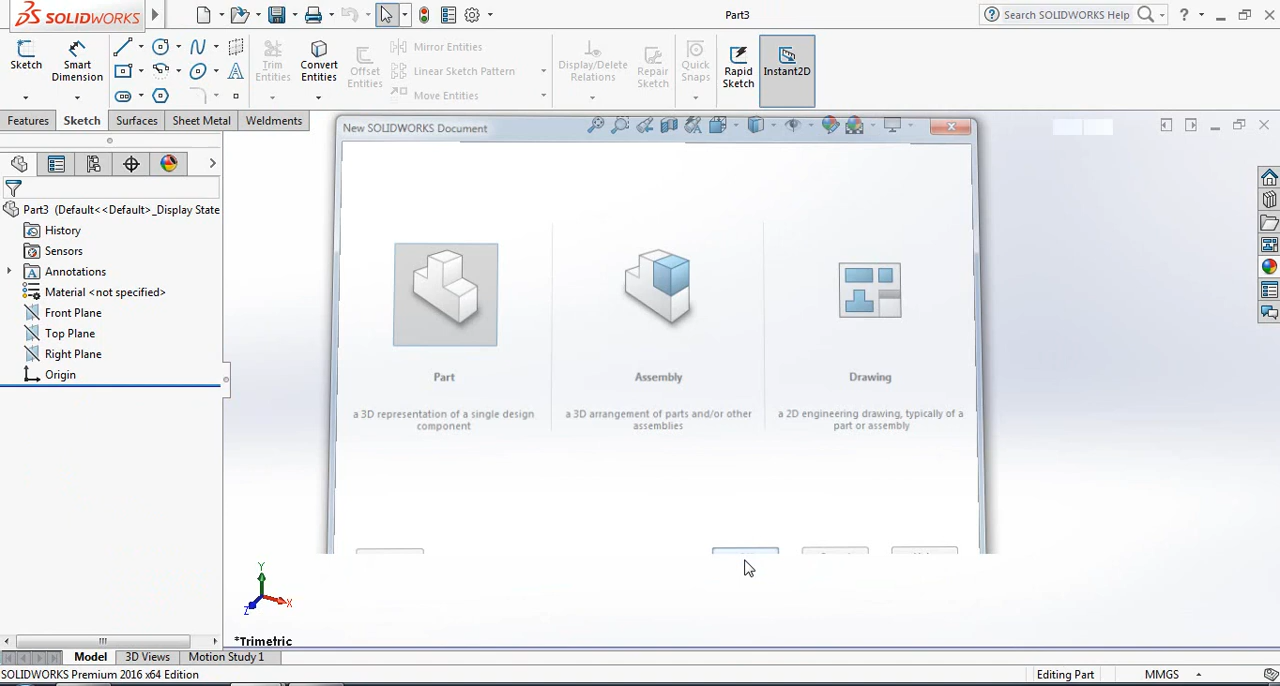 SOLIDWORKS
Part3
Search SOLIDWORKS Help
?
Sketch
Smart
Dimension
Trim
Entities
Convert
Entities
Offset
Entities
Mirror Entities
Linear Sketch Pattern
Move Entities
Display/Delete
Relations
Repair
Sketch
Quick
Snaps
Rapid
Sketch
Instant2D
Features
Sketch
Surfaces
Sheet Metal
Weldments
New SOLIDWORKS Document
Part3 (Default<<Default>_Display State
History
Sensors
Annotations
Material <not specified>
Front Plane
Top Plane
Right Plane
Origin
Part
a 3D representation of a single design
component
Assembly
a 3D arrangement of parts and/or other
assemblies
Drawing
a 2D engineering drawing, typically of a
part or assembly
Y
X
Z
*Trimetric
Model
3D Views
Motion Study 1
SOLIDWORKS Premium 2016 x64 Edition
Editing Part
MMGS